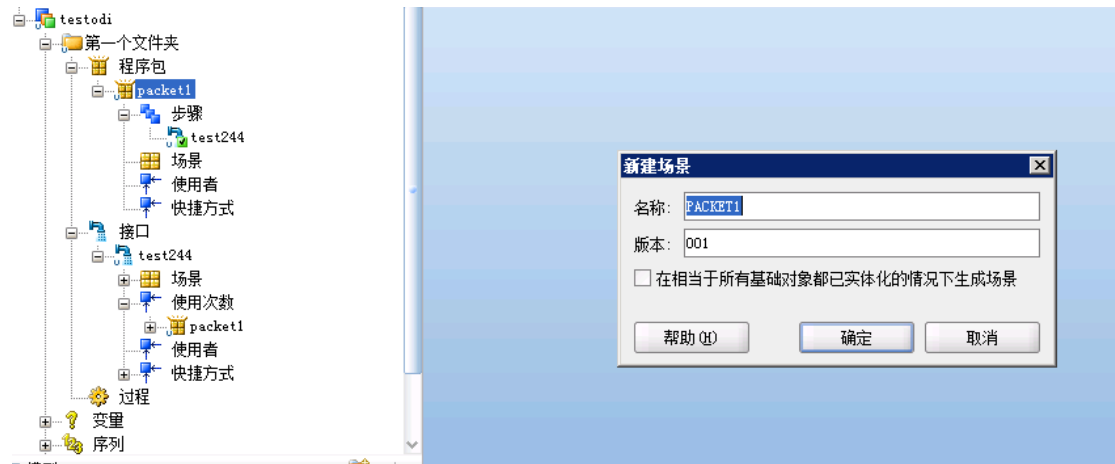 testodi
第一个文件夹
程序包
packet1
步骤
test244
场景
使用者
快捷方式
接口
test244
场景
使用次数
packet1
使用者
快捷方式
过程
变量
序列
新建场景
名称: PACKET1
版本: 001
在相当于所有基础对象都已实体化的情况下生成场景
帮助(H) 确定 取消